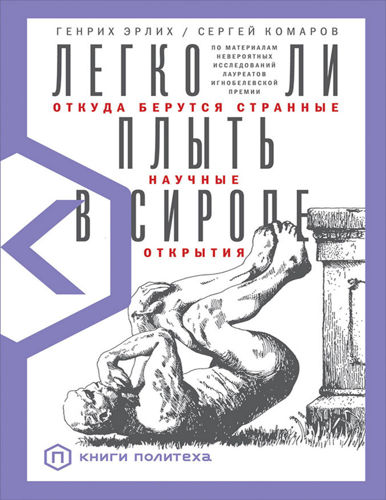 ГЕНРИХ ЭРЛИХ / СЕРГЕЙ КОМАРОВ
ЛЕГКО ЛИ
ПО МАТЕРИАЛАМ
НЕВЕРОЯТНЫХ
ИССЛЕДОВАНИЙ
ЛАУРЕАТОВ
ИГНОБЕЛЕВСКОЙ
ПРЕМИИ
ОТКУДА БЕРУТСЯ СТРАННЫЕ
ПЛЫТЬ
НАУЧНЫЕ
В СИРОПЕ
ОТКРЫТИЯ
П КНИГИ ПОЛИТЕХА